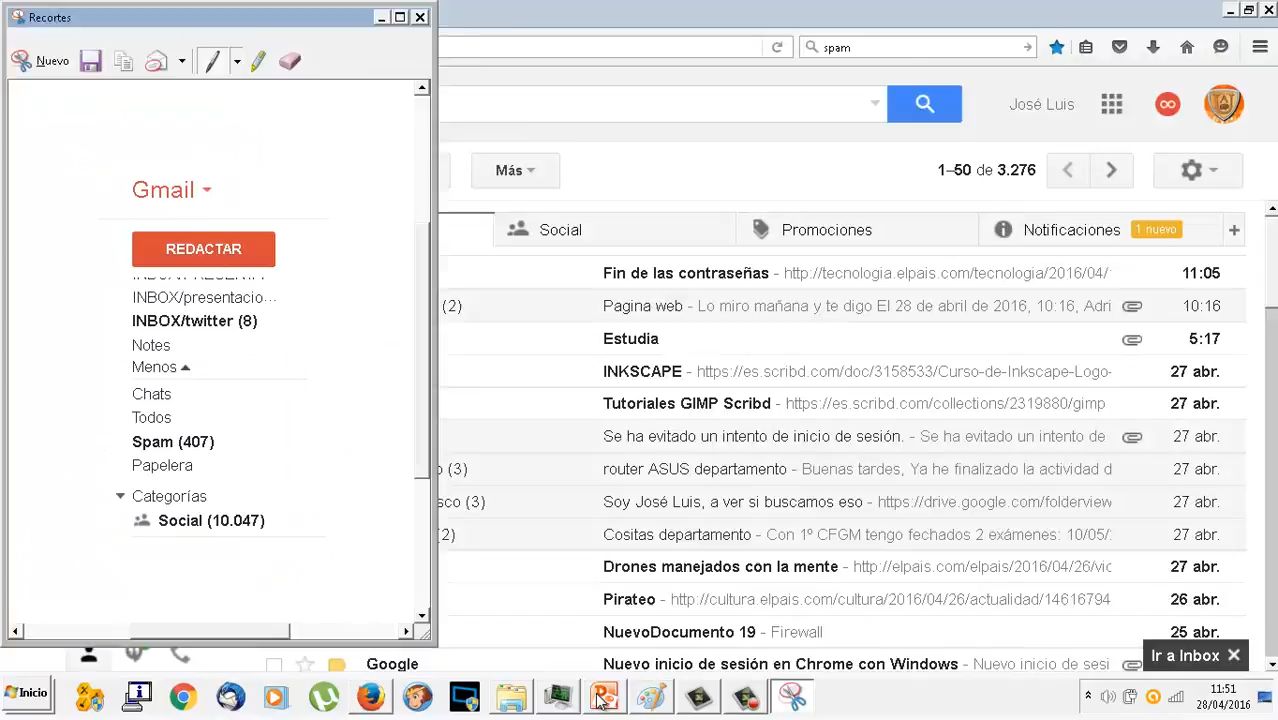 Recortes
Nuevo
spam
José Luis
Gmail
Más
1–50 de 3.276
REDACTAR
Social
Promociones
Notificaciones 1 nuevo
INBOX/presentacio...
INBOX/twitter (8)
Notes
Menos
Chats
Todos
Spam (407)
Papelera
Categorías
Social (10.047)
Fin de las contraseñas - http://tecnologia.elpais.com/tecnologia/2016/04/ 11:05
(2) Pagina web - Lo miro mañana y te digo El 28 de abril de 2016, 10:16, Adri 10:16
Estudia 5:17
INKSCAPE - https://es.scribd.com/doc/3158533/Curso-de-Inkscape-Logo- 27 abr.
Tutoriales GIMP Scribd - https://es.scribd.com/collections/2319880/gimp 27 abr.
Se ha evitado un intento de inicio de sesión. - Se ha evitado un intento de 27 abr.
o (3) router ASUS departamento - Buenas tardes, Ya he finalizado la actividad d 27 abr.
sco (3) Soy José Luis, a ver si buscamos eso - https://drive.google.com/folderview 27 abr.
(2) Cositas departamento - Con 1º CFGM tengo fechados 2 exámenes: 10/05/ 27 abr.
Drones manejados con la mente - http://elpais.com/elpais/2016/04/26/vic 27 abr.
Pirateo - http://cultura.elpais.com/cultura/2016/04/26/actualidad/14616794 26 abr.
NuevoDocumento 19 - Firewall 25 abr.
Google Nuevo inicio de sesión en Chrome con Windows - Nuevo inicio de sesi
Ir a Inbox
Inicio
11:51
28/04/2016